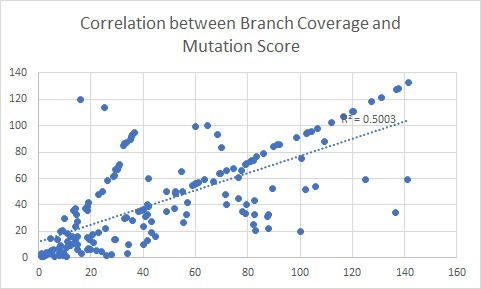 Correlation between Branch Coverage and
Mutation Score
140
120
100
80
60
40
20
0
R² = 0.5003
0 20 40 60 80 100 120 140 160